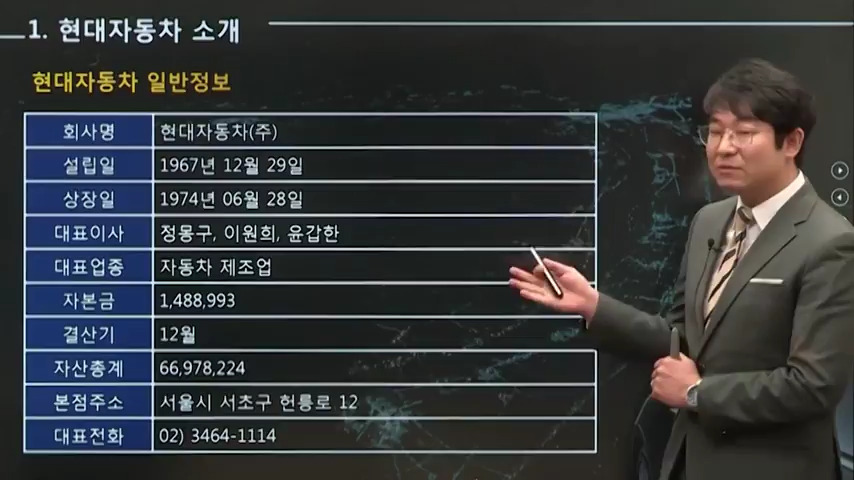 1. 현대자동차 소개
현대자동차 일반정보
회사명 현대자동차(주)
설립일 1967년 12월 29일
상장일 1974년 06월 28일
대표이사 정몽구, 이원희, 윤갑한
대표업종 자동차 제조업
자본금 1,488,993
결산기 12월
자산총계 66,978,224
본점주소 서울시 서초구 헌릉로 12
대표전화 02) 3464-1114